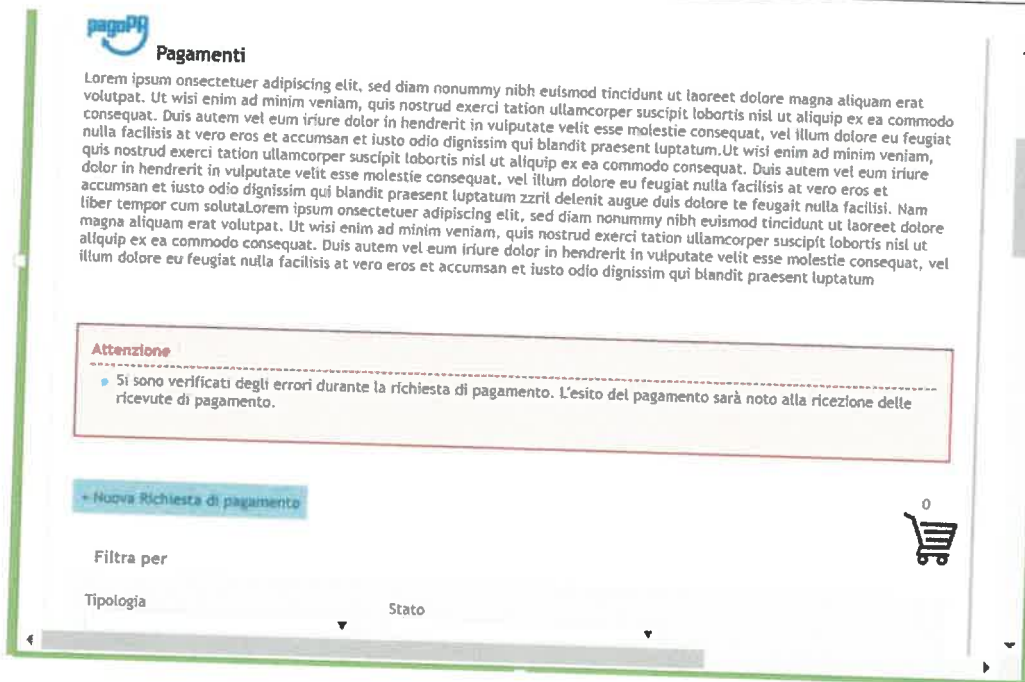 pagoPA
Pagamenti
Lorem ipsum onsectetuer adipiscing elit, sed diam nonummy nibh euismod tincidunt ut laoreet dolore magna aliquam erat
volutpat. Ut wisi enim ad minim veniam, quis nostrud exerci tation ullamcorper suscipit lobortis nisl ut aliquip ex ea commodo
consequat. Duis autem vel eum iriure dolor in hendrerit in vulputate velit esse molestie consequat, vel illum dolore eu feugiat
nulla facilisis at vero eros et accumsan et iusto odio dignissim qui blandit praesent luptatum.Ut wisi enim ad minim veniam,
quis nostrud exerci tation ullamcorper suscipit lobortis nisl ut aliquip ex ea commodo consequat. Duis autem vel eum iriure
dolor in hendrerit in vulputate velit esse molestie consequat, vel illum dolore eu feugiat nulla facilisis at vero eros et
accumsan et iusto odio dignissim qui blandit praesent luptatum zzril delenit augue duis dolore te feugait nulla facilisi. Nam
liber tempor cum solutaLorem ipsum onsectetuer adipiscing elit, sed diam nonummy nibh euismod tincidunt ut laoreet dolore
magna aliquam erat volutpat. Ut wisi enim ad minim veniam, quis nostrud exerci tation ullamcorper suscipit lobortis nisl ut
aliquip ex ea commodo consequat. Duis autem vel eum iriure dolor in hendrerit in vulputate velit esse molestie consequat, vel
illum dolore eu feugiat nulla facilisis at vero eros et accumsan et iusto odio dignissim qui blandit praesent luptatum
Attenzione
Si sono verificati degli errori durante la richiesta di pagamento. L'esito del pagamento sarà noto alla ricezione delle
ricevute di pagamento.
+ Nuova Richiesta di pagamento
0
Filtra per
Tipologia
Stato